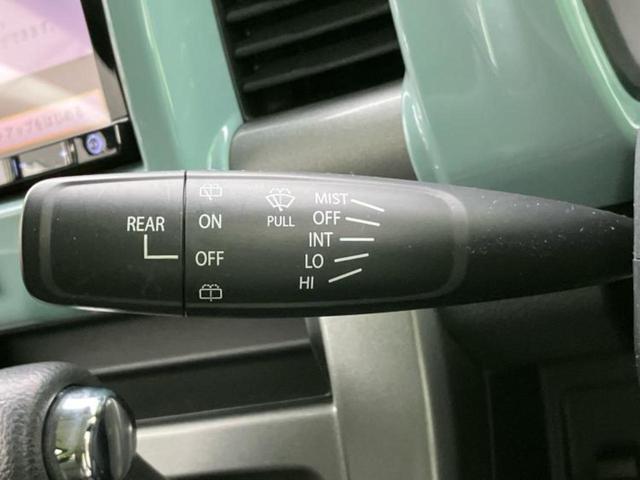 REAR
ON
OFF
PULL
MIST
OFF
INT
LO
HI